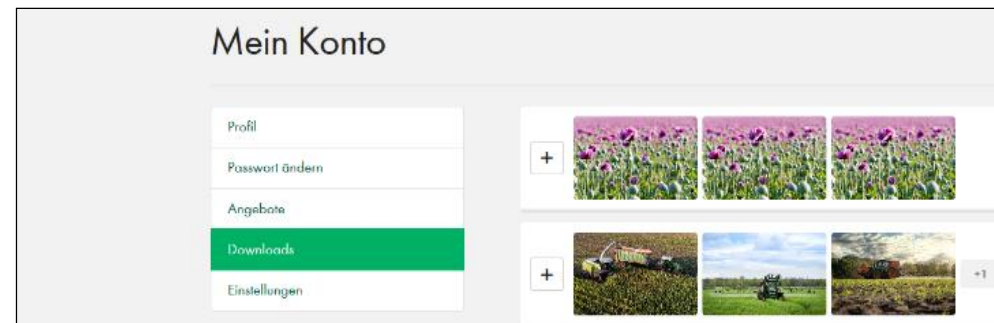 Mein Konto
Profil
Passwort ändern
Angebote
Downloads
Einstellungen
+
+
+1